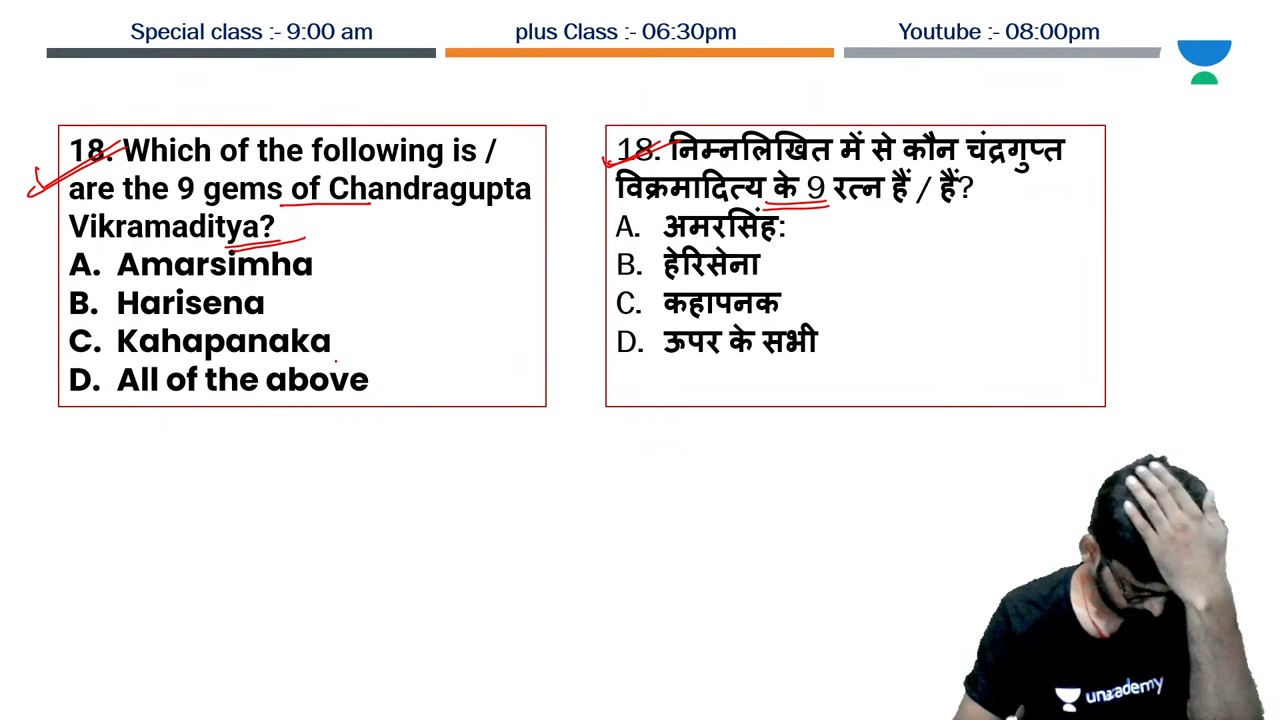 Special class :- 9:00 am
plus Class :- 06:30pm
Youtube :- 08:00pm
18. Which of the following is /
are the 9 gems of Chandragupta
Vikramaditya?
A. Amarsimha
B. Harisena
C. Kahapanaka
D. All of the above
18. निम्नलिखित में से कौन चंद्रगुप्त
विक्रमादित्य के 9 रत्न हैं / हैं?
A. अमरसिंह:
B. हेरिसेना
C. कहापनक
D. ऊपर के सभी
unacademy